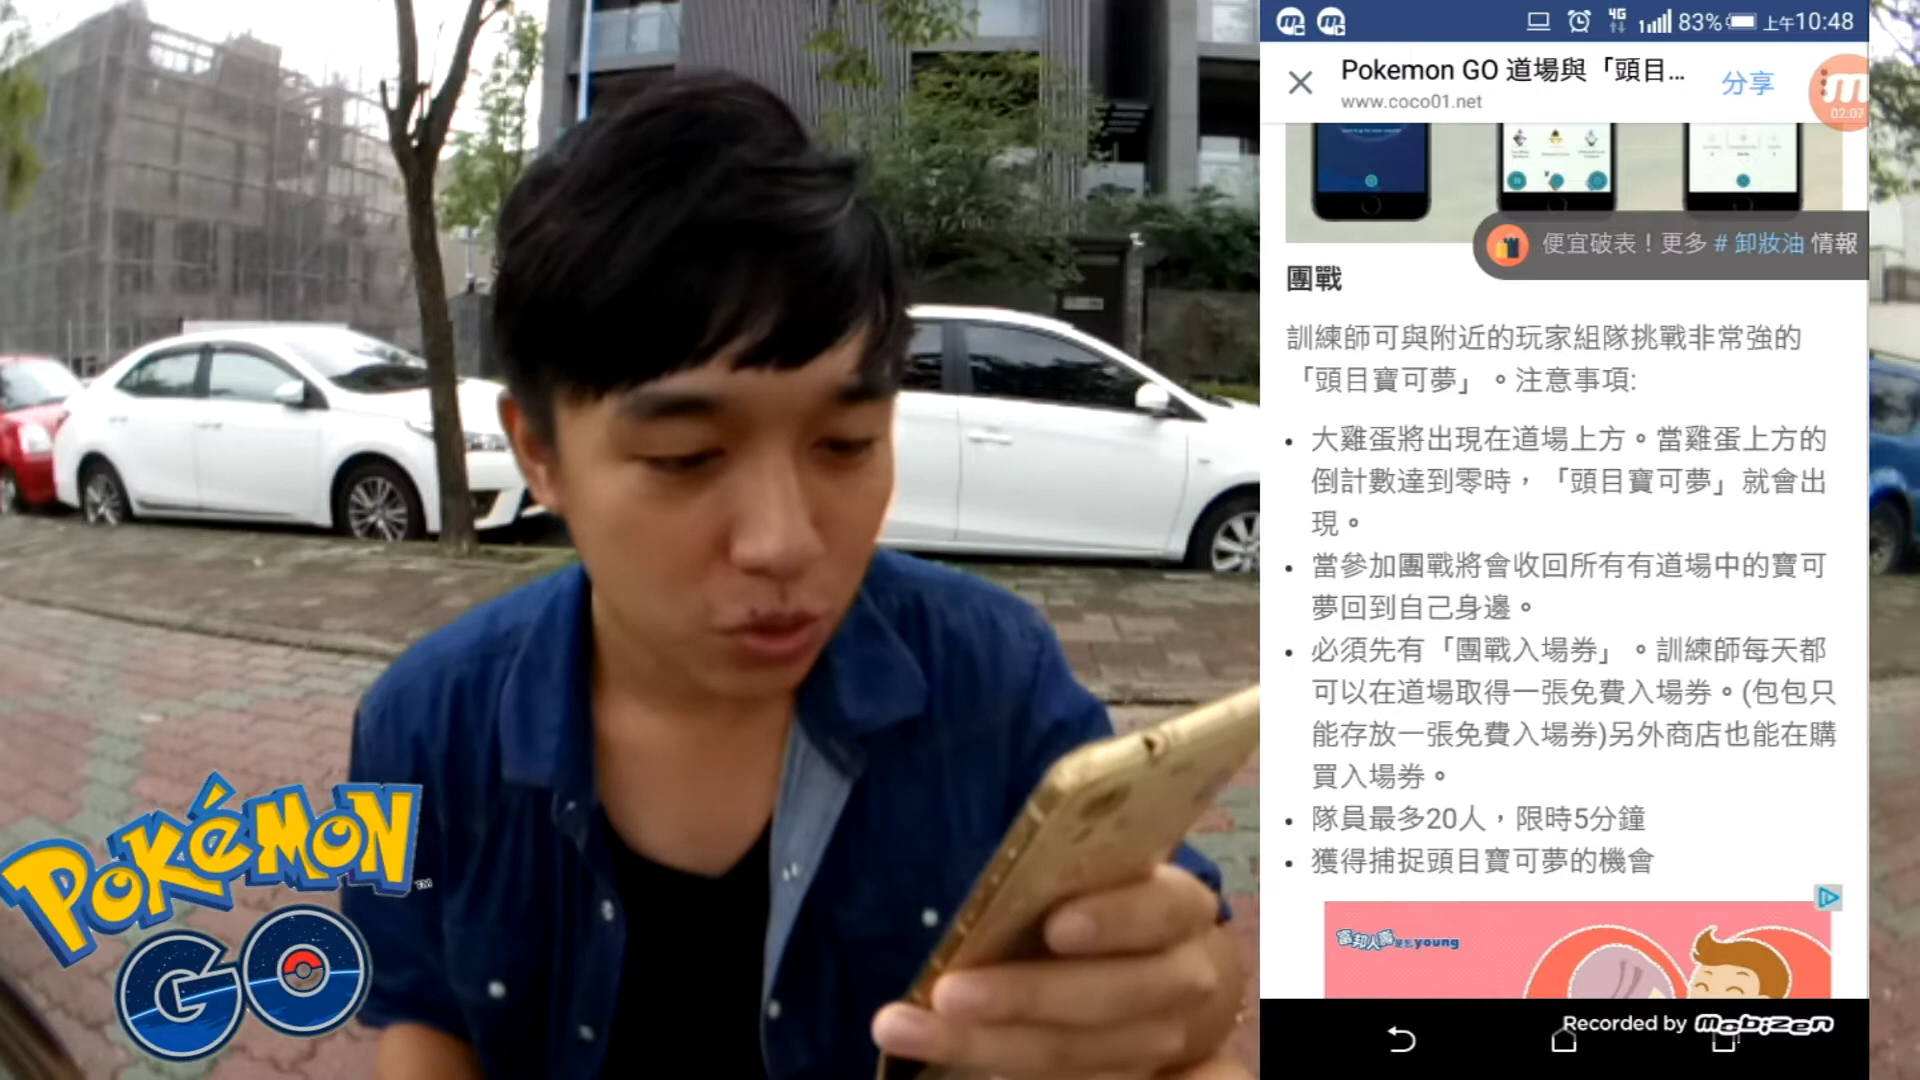 4G 83% 上午10:48
Pokemon GO 道場與「頭目...
www.coco01.net
分享
02:07
便宜破表！更多 # 卸妝油 情報
團戰
訓練師可與附近的玩家組隊挑戰非常強的
「頭目寶可夢」。注意事項:
• 大雞蛋將出現在道場上方。當雞蛋上方的
倒計數達到零時，「頭目寶可夢」就會出
現。
• 當參加團戰將會收回所有有道場中的寶可
夢回到自己身邊。
• 必須先有「團戰入場券」。訓練師每天都
可以在道場取得一張免費入場券。(包包只
能存放一張免費入場券)另外商店也能在購
買入場券。
• 隊員最多20人，限時5分鐘
• 獲得捕捉頭目寶可夢的機會
富邦人壽 young
Recorded by mobizen
POKéMON™
GO